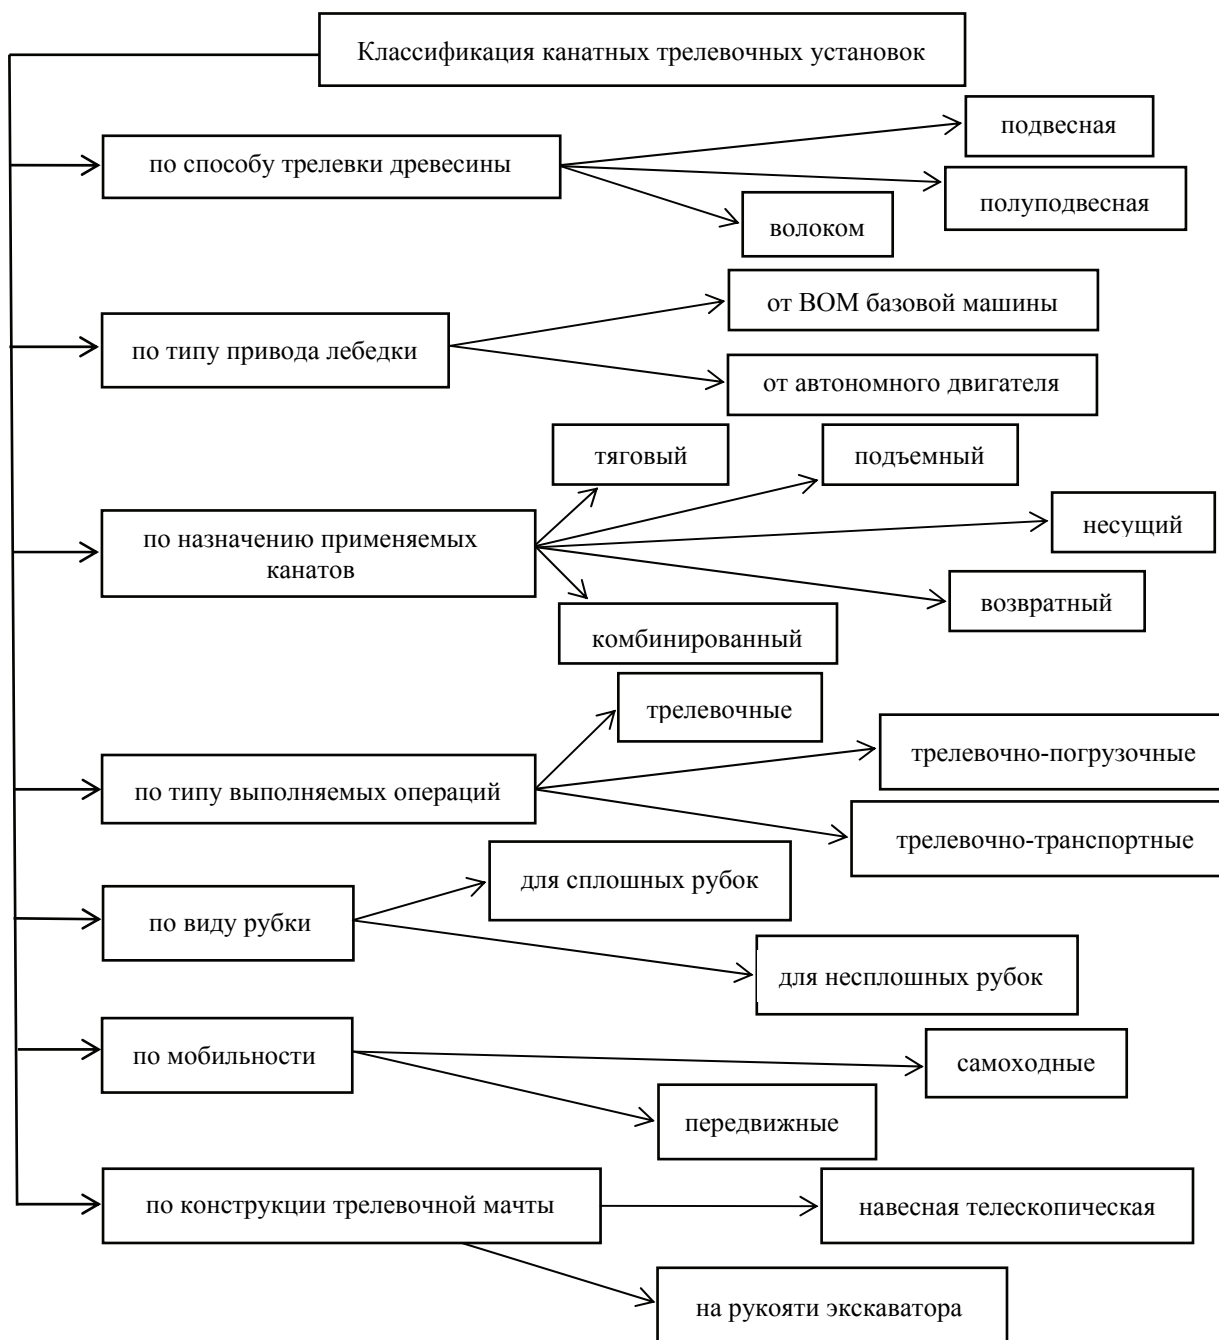 Классификация канатных трелевочных установок
по способу трелевки древесины
подвесная
полуподвесная
волоком
по типу привода лебедки
от ВОМ базовой машины
от автономного двигателя
по назначению применяемых
канатов
тяговый
подъемный
несущий
возвратный
комбинированный
по типу выполняемых операций
трелевочные
трелевочно-погрузочные
трелевочно-транспортные
по виду рубки
для сплошных рубок
для несплошных рубок
по мобильности
самоходные
передвижные
по конструкции трелевочной мачты
навесная телескопическая
на рукояти экскаватора